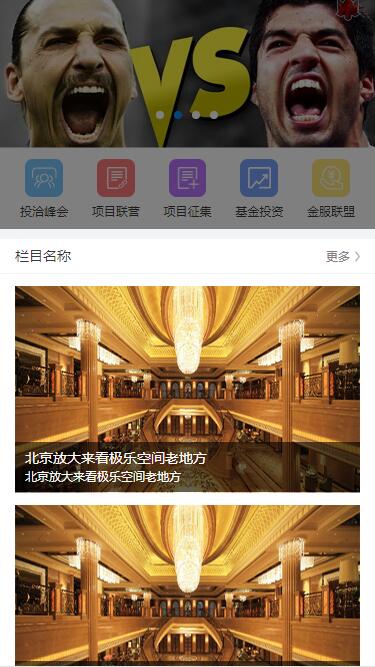 VS
投洽峰会
项目联营
项目征集
基金投资
金服联盟
栏目名称
更多
北京放大来看极乐空间老地方
北京放大来看极乐空间老地方